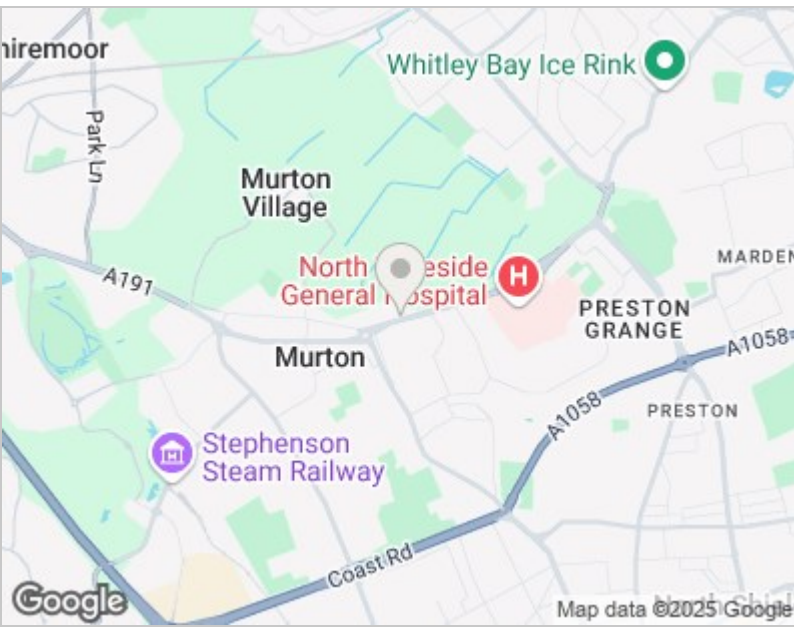 hiremoor
Whitley Bay Ice Rink
Park Ln
Murton
Village
MARDEN
North eside
General Hospital
H
A191
PRESTON
GRANGE
Murton
A1058
A1058
PRESTON
Stephenson
Steam Railway
Coast Rd
Google
Map data ©2025 Google